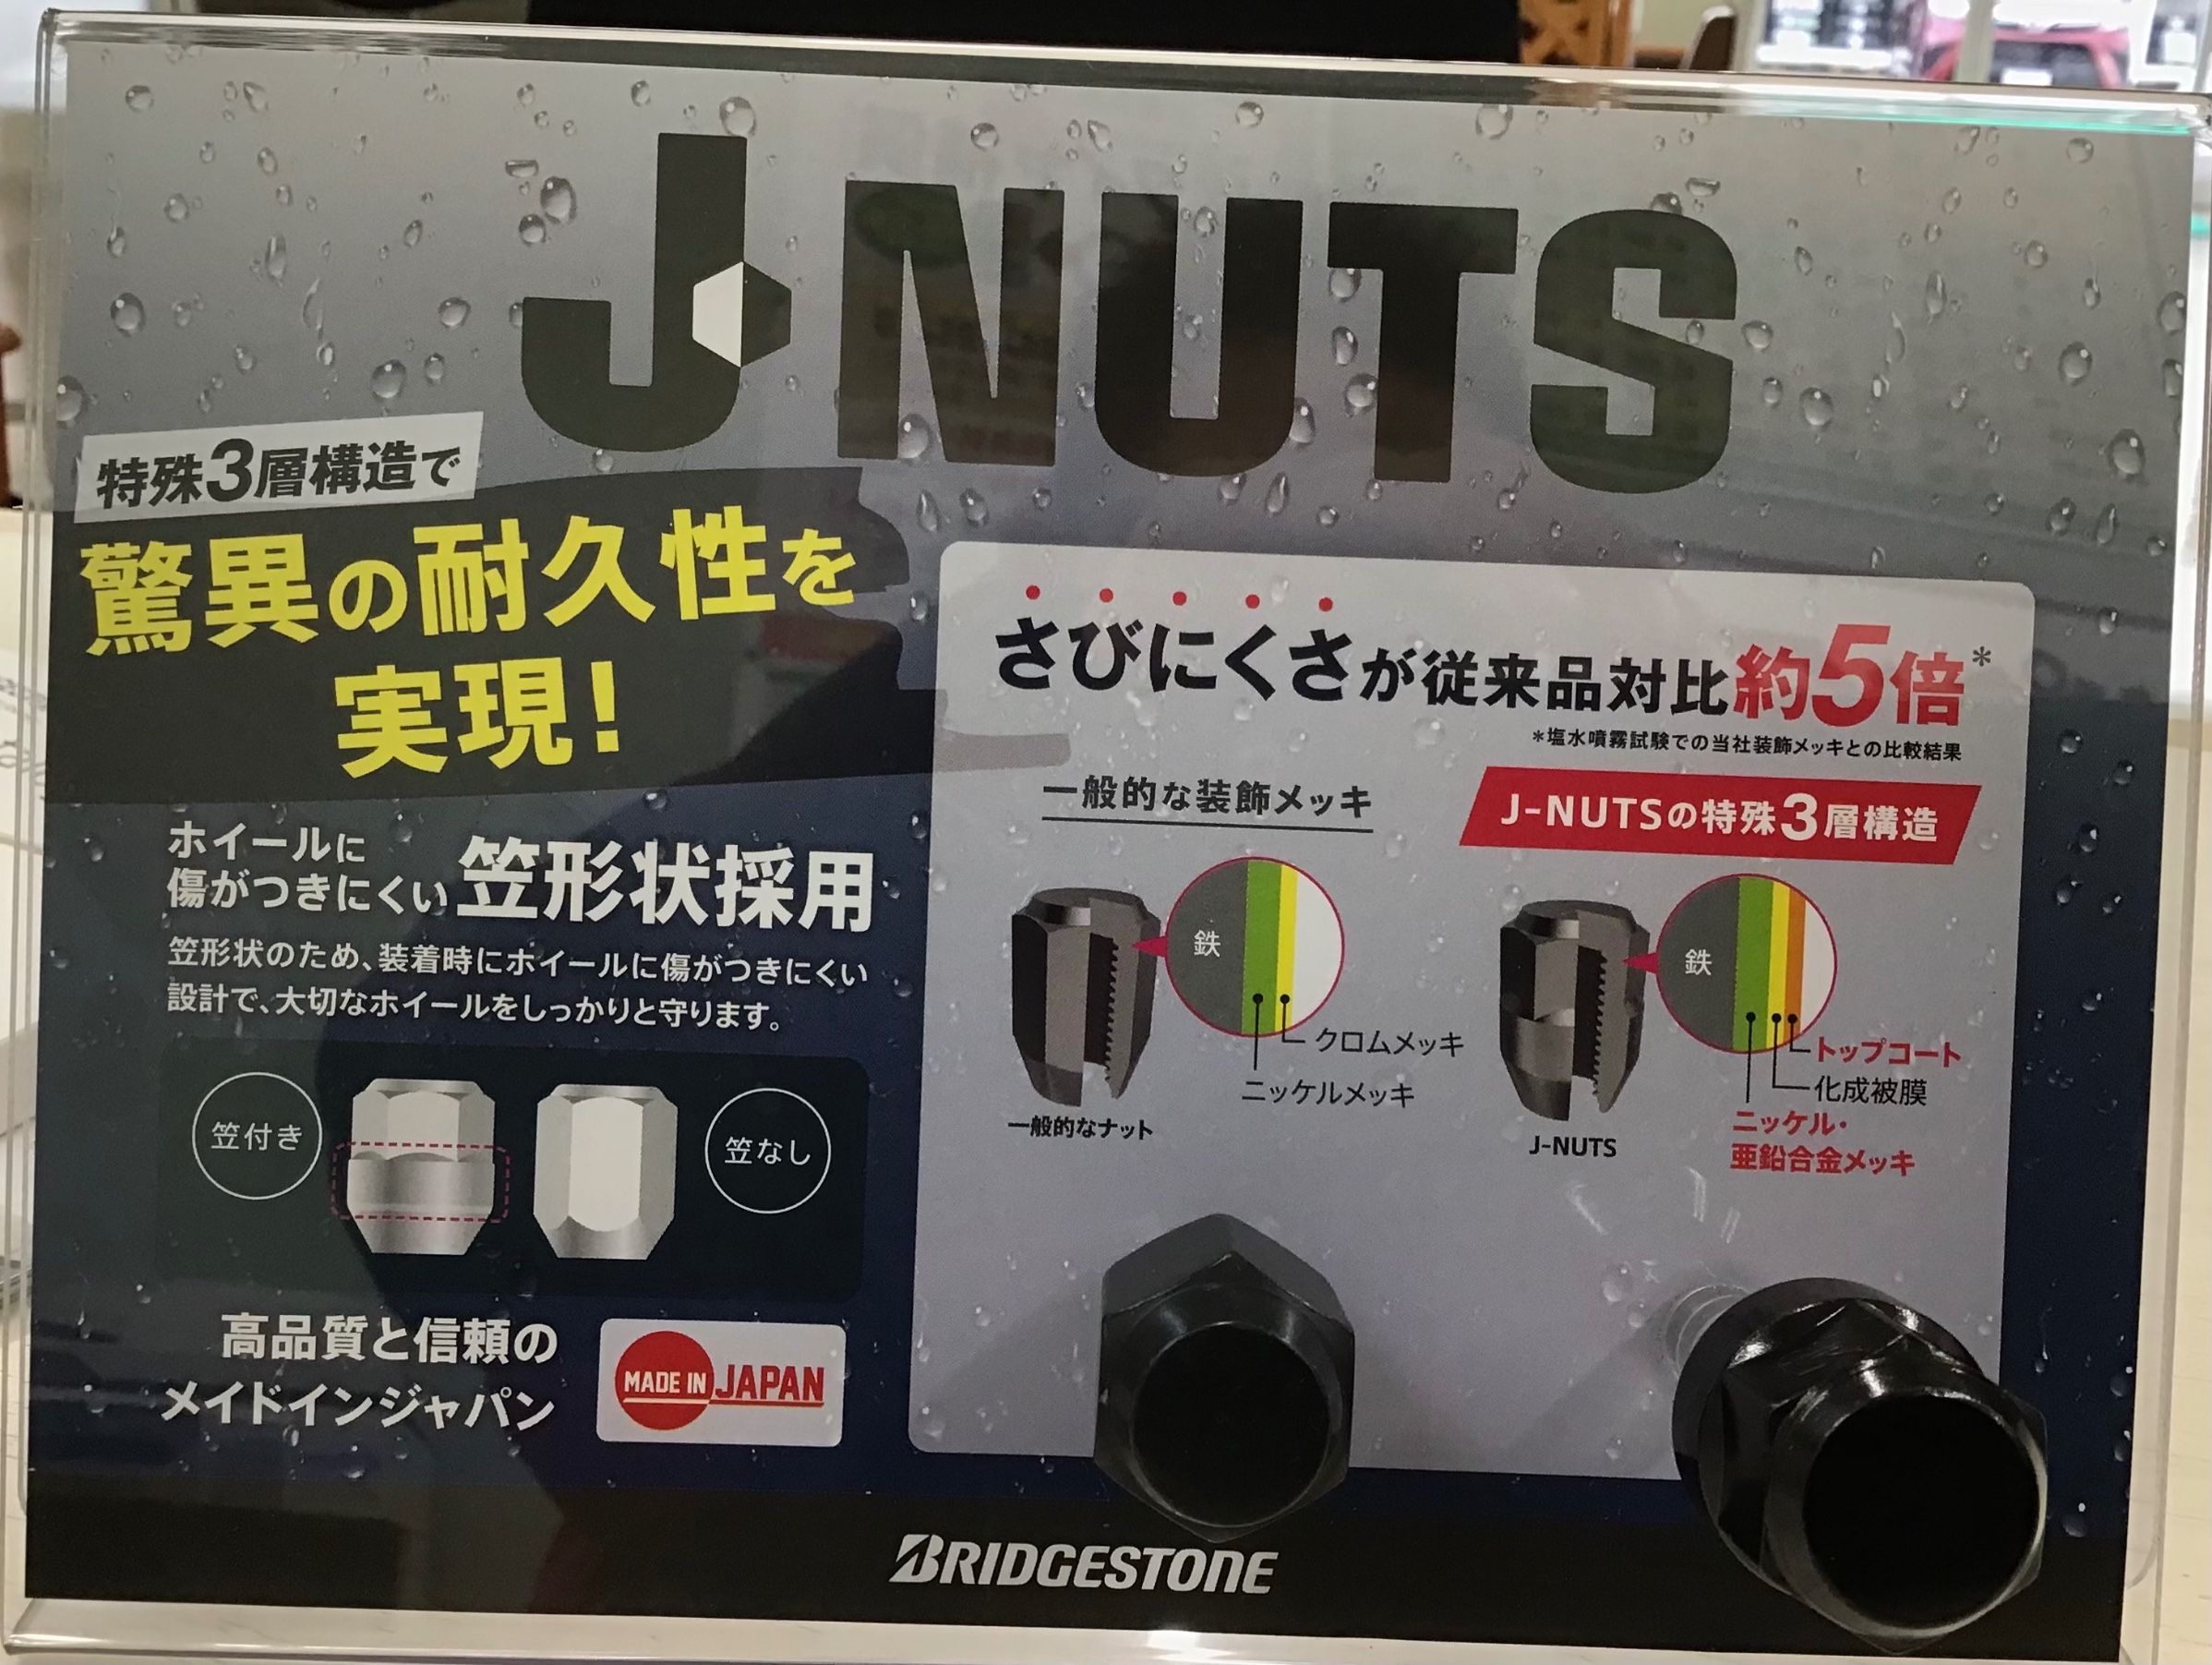 J-NUTS
特殊3層構造で
驚異の耐久性を
実現!
ホイールに
傷がつきにくい笠形状採用
笠形状のため、装着時にホイールに傷がつきにくい
設計で、大切なホイールをしっかりと守ります。
笠付き
笠なし
高品質と信頼の
メイドインジャパン
MADE IN JAPAN
さびにくさが従来品対比約5倍*
*塩水噴霧試験での当社装飾メッキとの比較結果
一般的な装飾メッキ
鉄
クロムメッキ
ニッケルメッキ
一般的なナット
J-NUTSの特殊3層構造
鉄
トップコート
化成被膜
ニッケル・
亜鉛合金メッキ
J-NUTS
BRIDGESTONE